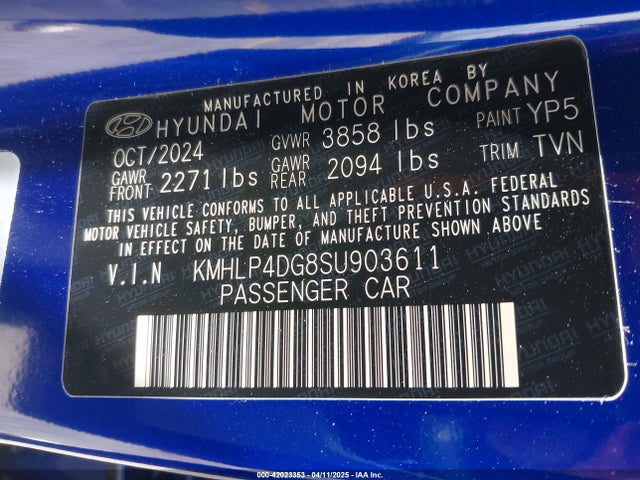 MANUFACTURED IN KOREA BY
HYUNDAI MOTOR COMPANY
OCT/2024 GVWR 3858 lbs PAINT YP5
GAWR FRONT 2271 lbs GAWR REAR 2094 lbs TRIM TVN
THIS VEHICLE CONFORMS TO ALL APPLICABLE U.S.A. FEDERAL
MOTOR VEHICLE SAFETY, BUMPER, AND THEFT PREVENTION STANDARDS
IN EFFECT ON THE DATE OF MANUFACTURE SHOWN ABOVE
V.I.N KMHLP4DG8SU903611
PASSENGER CAR
© - 42023353 - 04/11/2025 - IAA Inc.